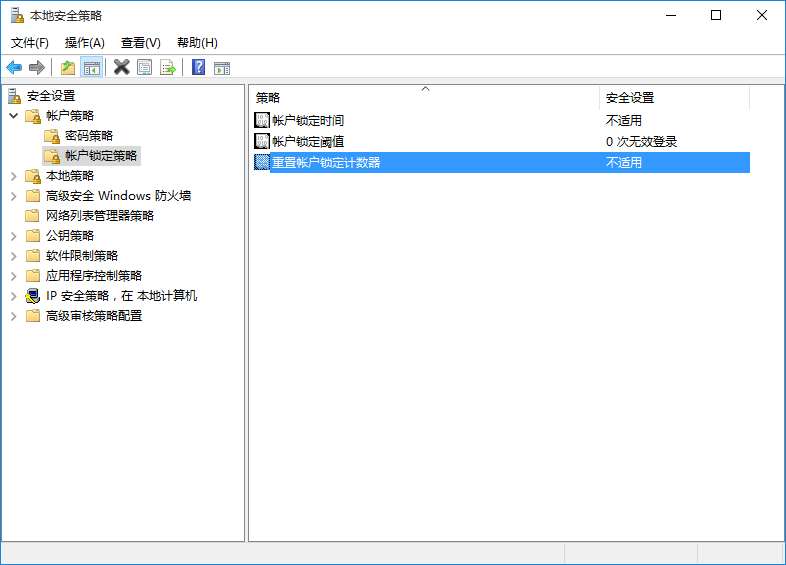 本地安全策略
文件(F) 操作(A) 查看(V) 帮助(H)
安全设置
帐户策略
密码策略
帐户锁定策略
本地策略
高级安全 Windows 防火墙
网络列表管理器策略
公钥策略
软件限制策略
应用程序控制策略
IP 安全策略，在 本地计算机
高级审核策略配置
策略 安全设置
帐户锁定时间 不适用
帐户锁定阈值 0 次无效登录
重置帐户锁定计数器 不适用